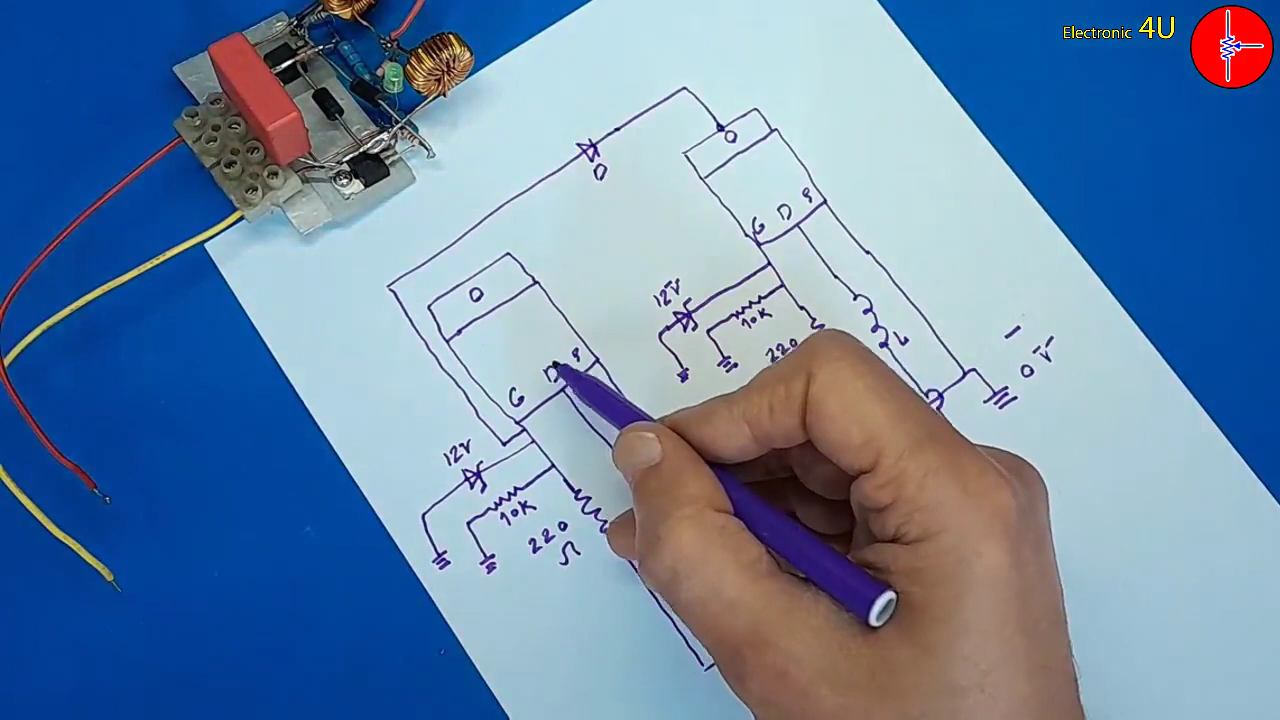 Electronic 4U
D
G D S
12V
10K
220
L
-
0V
D
G D S
12V
10K
220
Ω